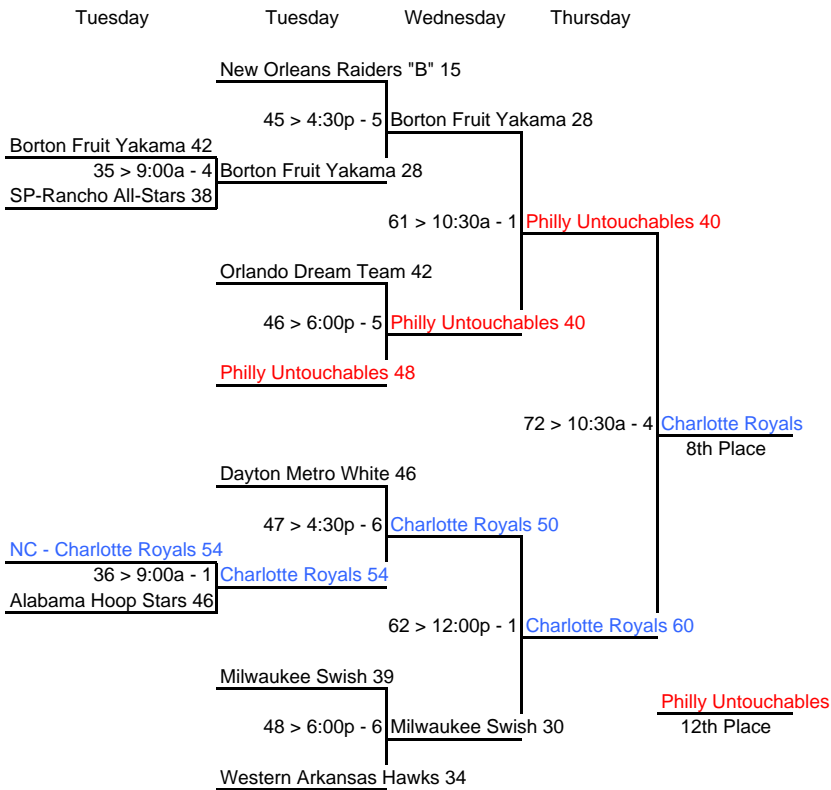 Tuesday Tuesday Wednesday Thursday
New Orleans Raiders "B" 15
45 > 4:30p - 5 Borton Fruit Yakama 28
Borton Fruit Yakama 42
35 > 9:00a - 4 Borton Fruit Yakama 28
SP-Rancho All-Stars 38
61 > 10:30a - 1 Philly Untouchables 40
Orlando Dream Team 42
46 > 6:00p - 5 Philly Untouchables 40
Philly Untouchables 48
72 > 10:30a - 4 Charlotte Royals
8th Place
Dayton Metro White 46
47 > 4:30p - 6 Charlotte Royals 50
NC - Charlotte Royals 54
36 > 9:00a - 1 Charlotte Royals 54
Alabama Hoop Stars 46
62 > 12:00p - 1 Charlotte Royals 60
Milwaukee Swish 39
Philly Untouchables
48 > 6:00p - 6 Milwaukee Swish 30
12th Place
Western Arkansas Hawks 34